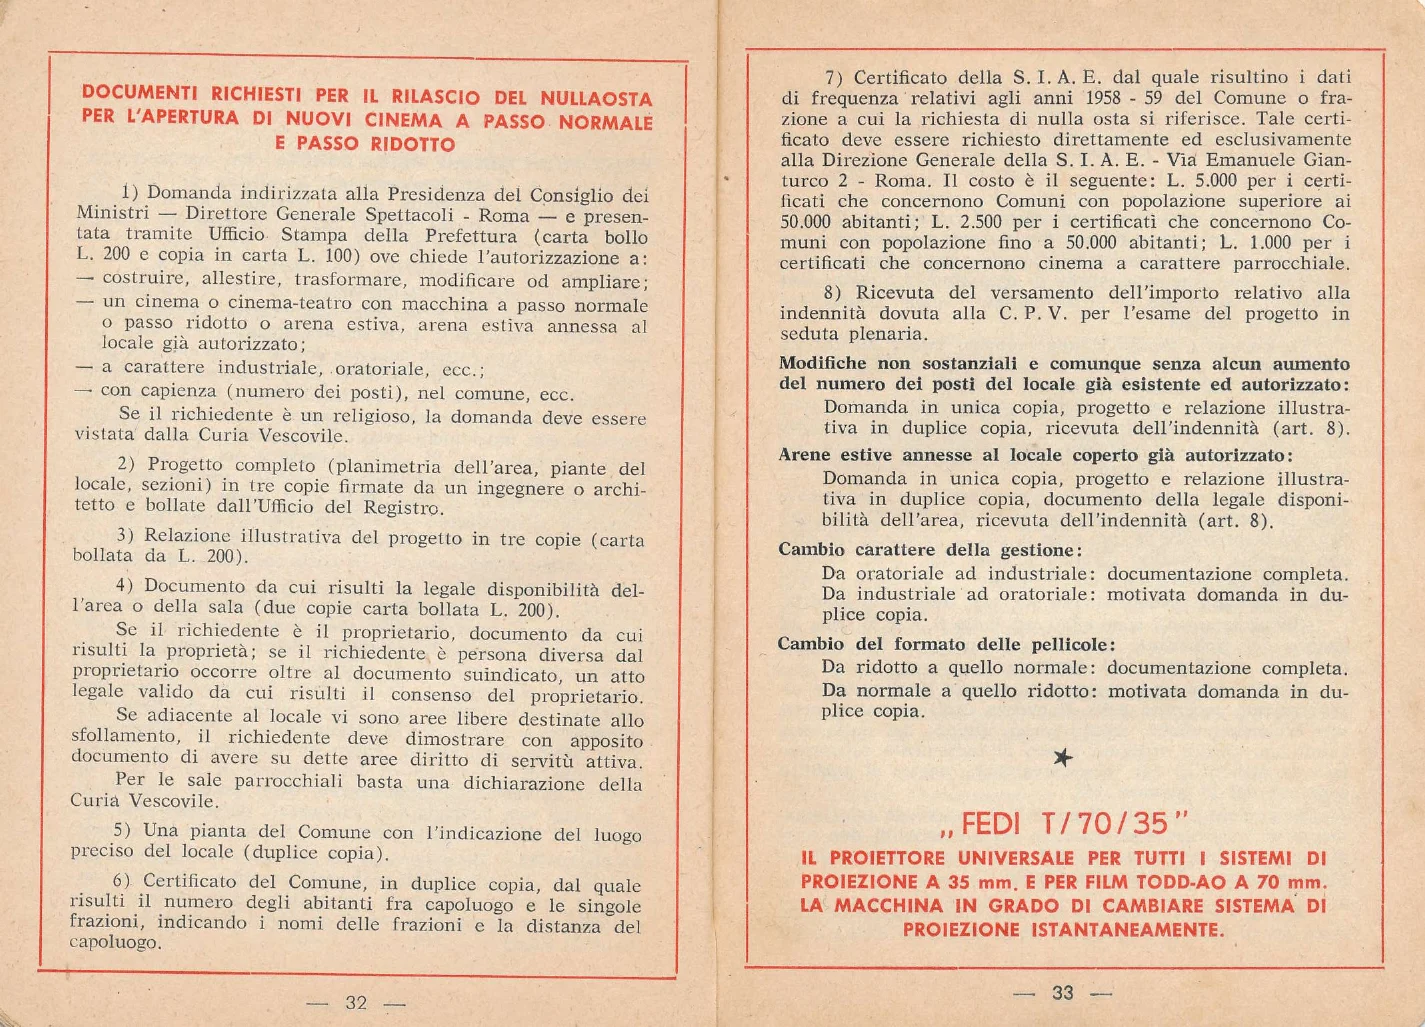 DOCUMENTI RICHIESTI PER IL RILASCIO DEL NULLAOSTA
PER L'APERTURA DI NUOVI CINEMA A PASSO NORMALE
E PASSO RIDOTTO
1) Domanda indirizzata alla Presidenza del Consiglio dei
Ministri — Direttore Generale Spettacoli - Roma — e presen-
tata tramite Ufficio Stampa della Prefettura (carta bollo
L. 200 e copia in carta L. 100) ove chiede l'autorizzazione a:
— costruire, allestire, trasformare, modificare od ampliare;
— un cinema o cinema-teatro con macchina a passo normale
o passo ridotto o arena estiva, arena estiva annessa al
locale già autorizzato;
— a carattere industriale, oratoriale, ecc.;
— con capienza (numero dei posti), nel comune, ecc.
Se il richiedente è un religioso, la domanda deve essere
vistata dalla Curia Vescovile.
2) Progetto completo (planimetria dell'area, piante del
locale, sezioni) in tre copie firmate da un ingegnere o archi-
tetto e bollate dall'Ufficio del Registro.
3) Relazione illustrativa del progetto in tre copie (carta
bollata da L. 200).
4) Documento da cui risulti la legale disponibilità del-
l'area o della sala (due copie carta bollata L. 200).
Se il richiedente è il proprietario, documento da cui
risulti la proprietà; se il richiedente è persona diversa dal
proprietario occorre oltre al documento suindicato, un atto
legale valido da cui risulti il consenso del proprietario.
Se adiacente al locale vi sono aree libere destinate allo
sfollamento, il richiedente deve dimostrare con apposito
documento di avere su dette aree diritto di servitù attiva.
Per le sale parrocchiali basta una dichiarazione della
Curia Vescovile.
5) Una pianta del Comune con l'indicazione del luogo
preciso del locale (duplice copia).
6) Certificato del Comune, in duplice copia, dal quale
risulti il numero degli abitanti fra capoluogo e le singole
frazioni, indicando i nomi delle frazioni e la distanza del
capoluogo.
— 32 —
7) Certificato della S. I. A. E. dal quale risultino i dati
di frequenza relativi agli anni 1958 - 59 del Comune o fra-
zione a cui la richiesta di nulla osta si riferisce. Tale certi-
ficato deve essere richiesto direttamente ed esclusivamente
alla Direzione Generale della S. I. A. E. - Via Emanuele Gian-
turco 2 - Roma. Il costo è il seguente: L. 5.000 per i certi-
ficati che concernono Comuni con popolazione superiore ai
50.000 abitanti; L. 2.500 per i certificati che concernono Co-
muni con popolazione fino a 50.000 abitanti; L. 1.000 per i
certificati che concernono cinema a carattere parrocchiale.
8) Ricevuta del versamento dell'importo relativo alla
indennità dovuta alla C. P. V. per l'esame del progetto in
seduta plenaria.
Modifiche non sostanziali e comunque senza alcun aumento
del numero dei posti del locale già esistente ed autorizzato:
Domanda in unica copia, progetto e relazione illustra-
tiva in duplice copia, ricevuta dell'indennità (art. 8).
Arene estive annesse al locale coperto già autorizzato:
Domanda in unica copia, progetto e relazione illustra-
tiva in duplice copia, documento della legale disponi-
bilità dell'area, ricevuta dell'indennità (art. 8).
Cambio carattere della gestione:
Da oratoriale ad industriale: documentazione completa.
Da industriale ad oratoriale: motivata domanda in du-
plice copia.
Cambio del formato delle pellicole:
Da ridotto a quello normale: documentazione completa.
Da normale a quello ridotto: motivata domanda in du-
plice copia.
★
„FEDI T/70/35"
IL PROIETTORE UNIVERSALE PER TUTTI I SISTEMI DI
PROIEZIONE A 35 mm. E PER FILM TODD-AO A 70 mm.
LA MACCHINA IN GRADO DI CAMBIARE SISTEMA DI
PROIEZIONE ISTANTANEAMENTE.
— 33 —